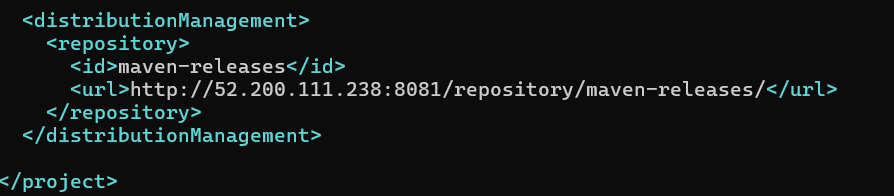 <distributionManagement>
<repository>
<id>maven-releases</id>
<url>http://52.200.111.238:8081/repository/maven-releases/</url>
</repository>
</distributionManagement>
</project>